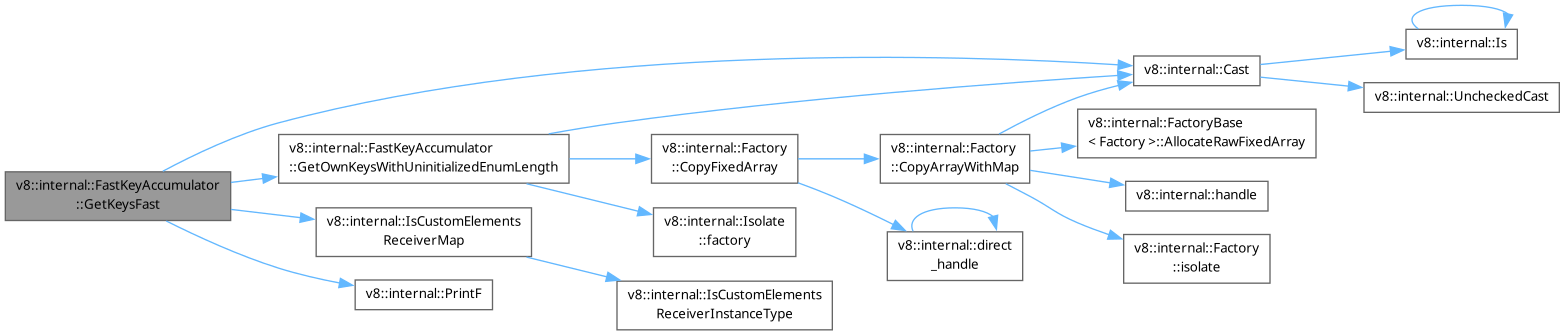 v8::internal::FastKeyAccumulator
::GetKeysFast
v8::internal::FastKeyAccumulator
::GetOwnKeysWithUninitializedEnumLength
v8::internal::IsCustomElements
ReceiverMap
v8::internal::PrintF
v8::internal::Factory
::CopyFixedArray
v8::internal::Isolate
::factory
v8::internal::IsCustomElements
ReceiverInstanceType
v8::internal::Factory
::CopyArrayWithMap
v8::internal::direct
_handle
v8::internal::Cast
v8::internal::FactoryBase
< Factory >::AllocateRawFixedArray
v8::internal::handle
v8::internal::Factory
::isolate
v8::internal::Is
v8::internal::UncheckedCast